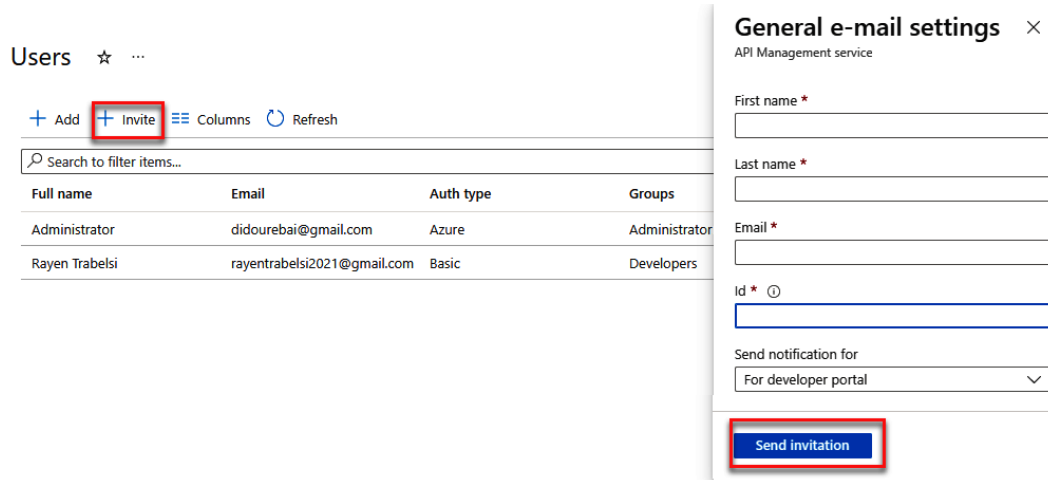 Users
Add Invite Columns Refresh
Search to filter items...
Full name Email Auth type Groups
Administrator didourebai@gmail.com Azure Administrator
Rayen Trabelsi rayentrabelsi2021@gmail.com Basic Developers
General e-mail settings
API Management service
First name *
Last name *
Email *
Id *
Send notification for
For developer portal
Send invitation